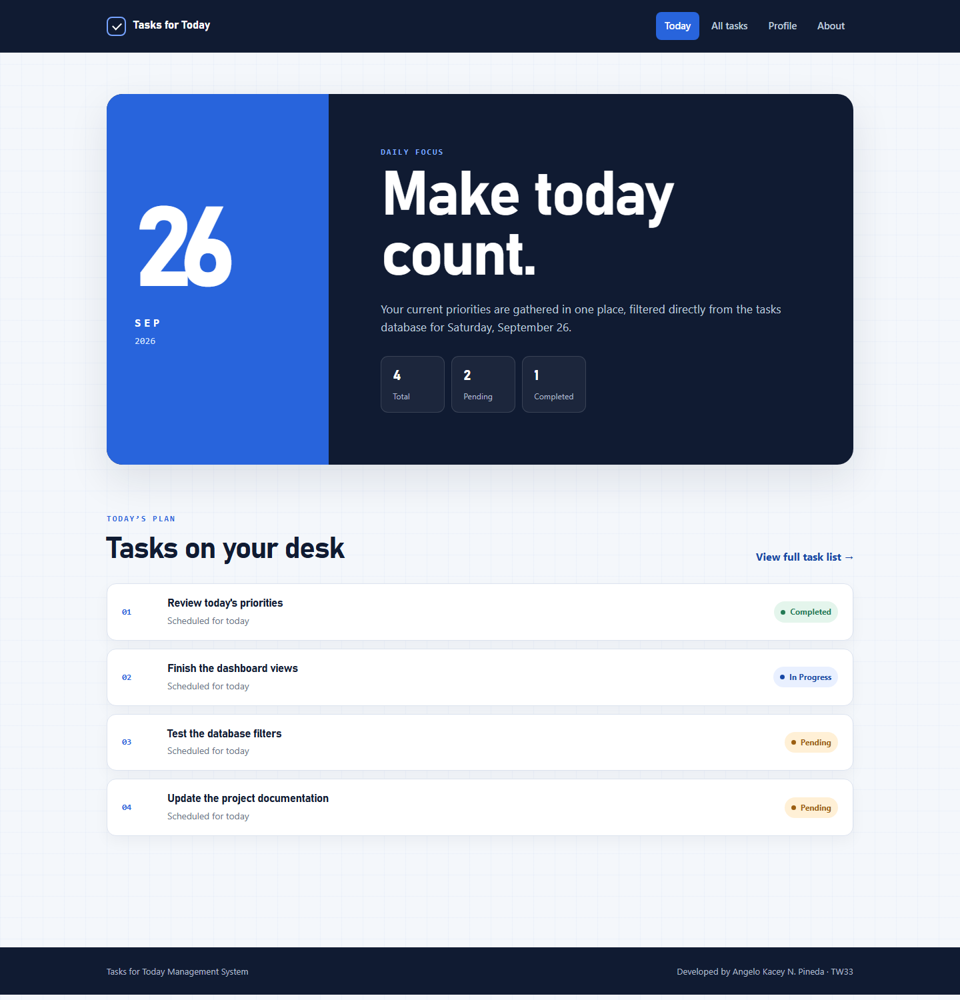 Tasks for Today
Today
All tasks
Profile
About
26
SEP
2026
DAILY FOCUS
Make today
count.
Your current priorities are gathered in one place, filtered directly from the tasks
database for Saturday, September 26.
4
Total
2
Pending
1
Completed
TODAY’S PLAN
Tasks on your desk
View full task list →
01
Review today's priorities
Scheduled for today
Completed
02
Finish the dashboard views
Scheduled for today
In Progress
03
Test the database filters
Scheduled for today
Pending
04
Update the project documentation
Scheduled for today
Pending
Tasks for Today Management System
Developed by Angelo Kacey N. Pineda · TW33